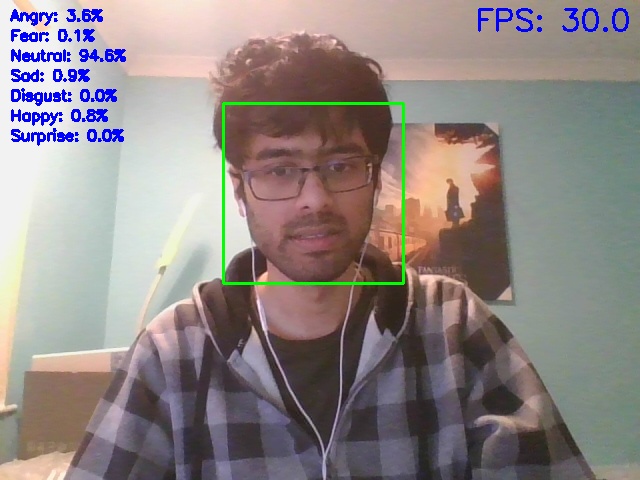 Angry: 3.6%
Fear: 0.1%
Neutral: 94.6%
Sad: 0.9%
Disgust: 0.0%
Happy: 0.8%
Surprise: 0.0%
FPS: 30.0